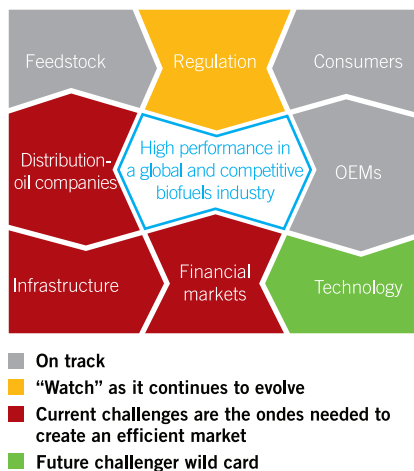 Feedstock
Regulation
Consumers
Distribution-
oil companies
High performance in
a global and competitive
biofuels industry
OEMs
Infrastructure
Financial
markets
Technology
On track
“Watch” as it continues to evolve
Current challenges are the ondes needed to
create an efficient market
Future challenger wild card